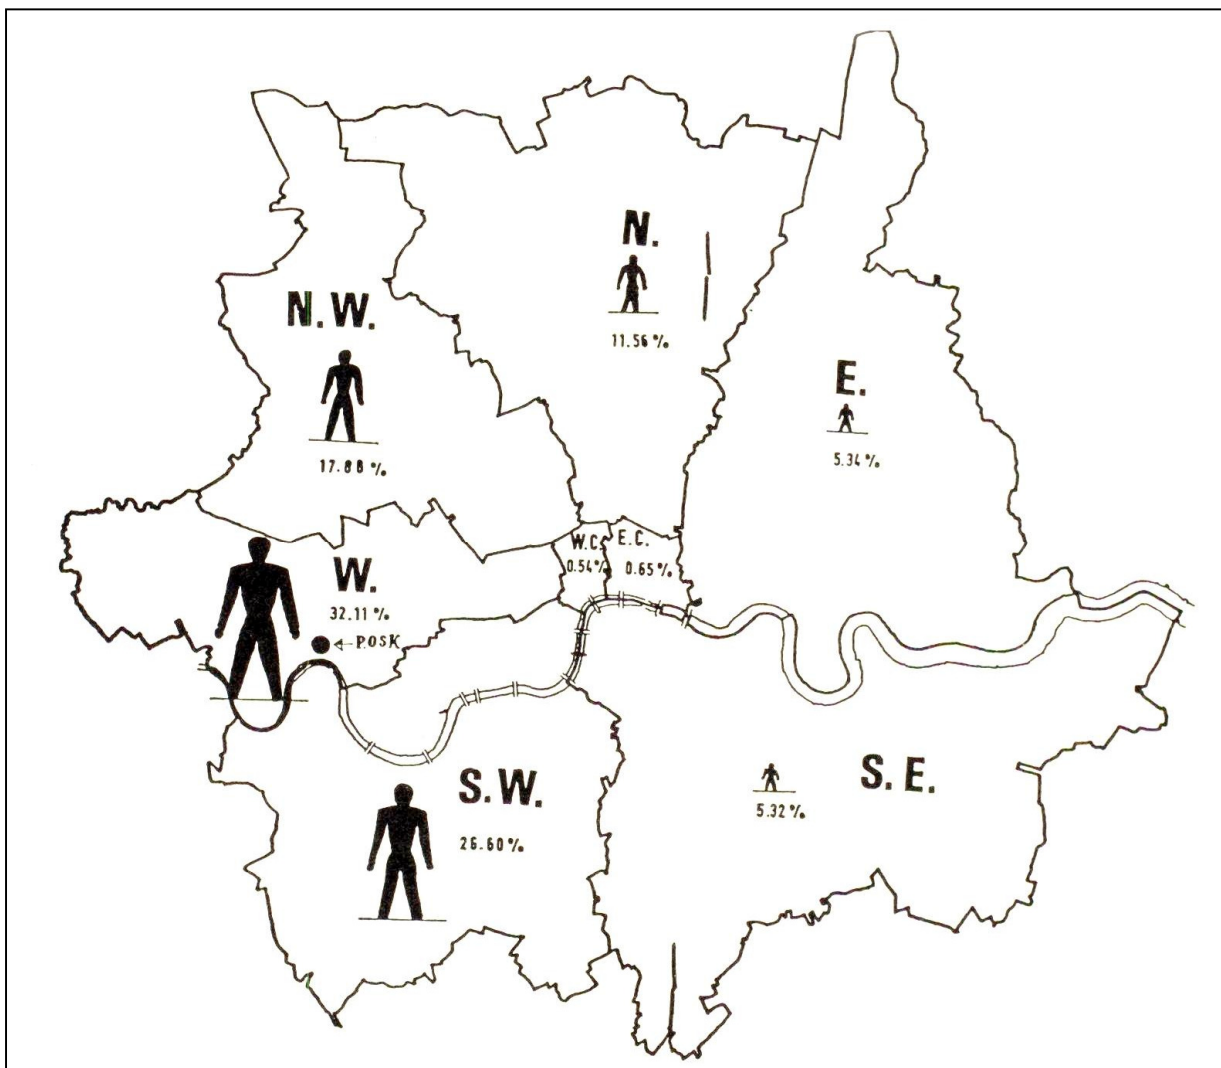 N.
11.56 %
N.W.
17.88 %
E.
5.34 %
W.C.
0.54 %
E.C.
0.65 %
W.
32.11 %
POSK
S.W.
26.60 %
S.E.
5.32 %